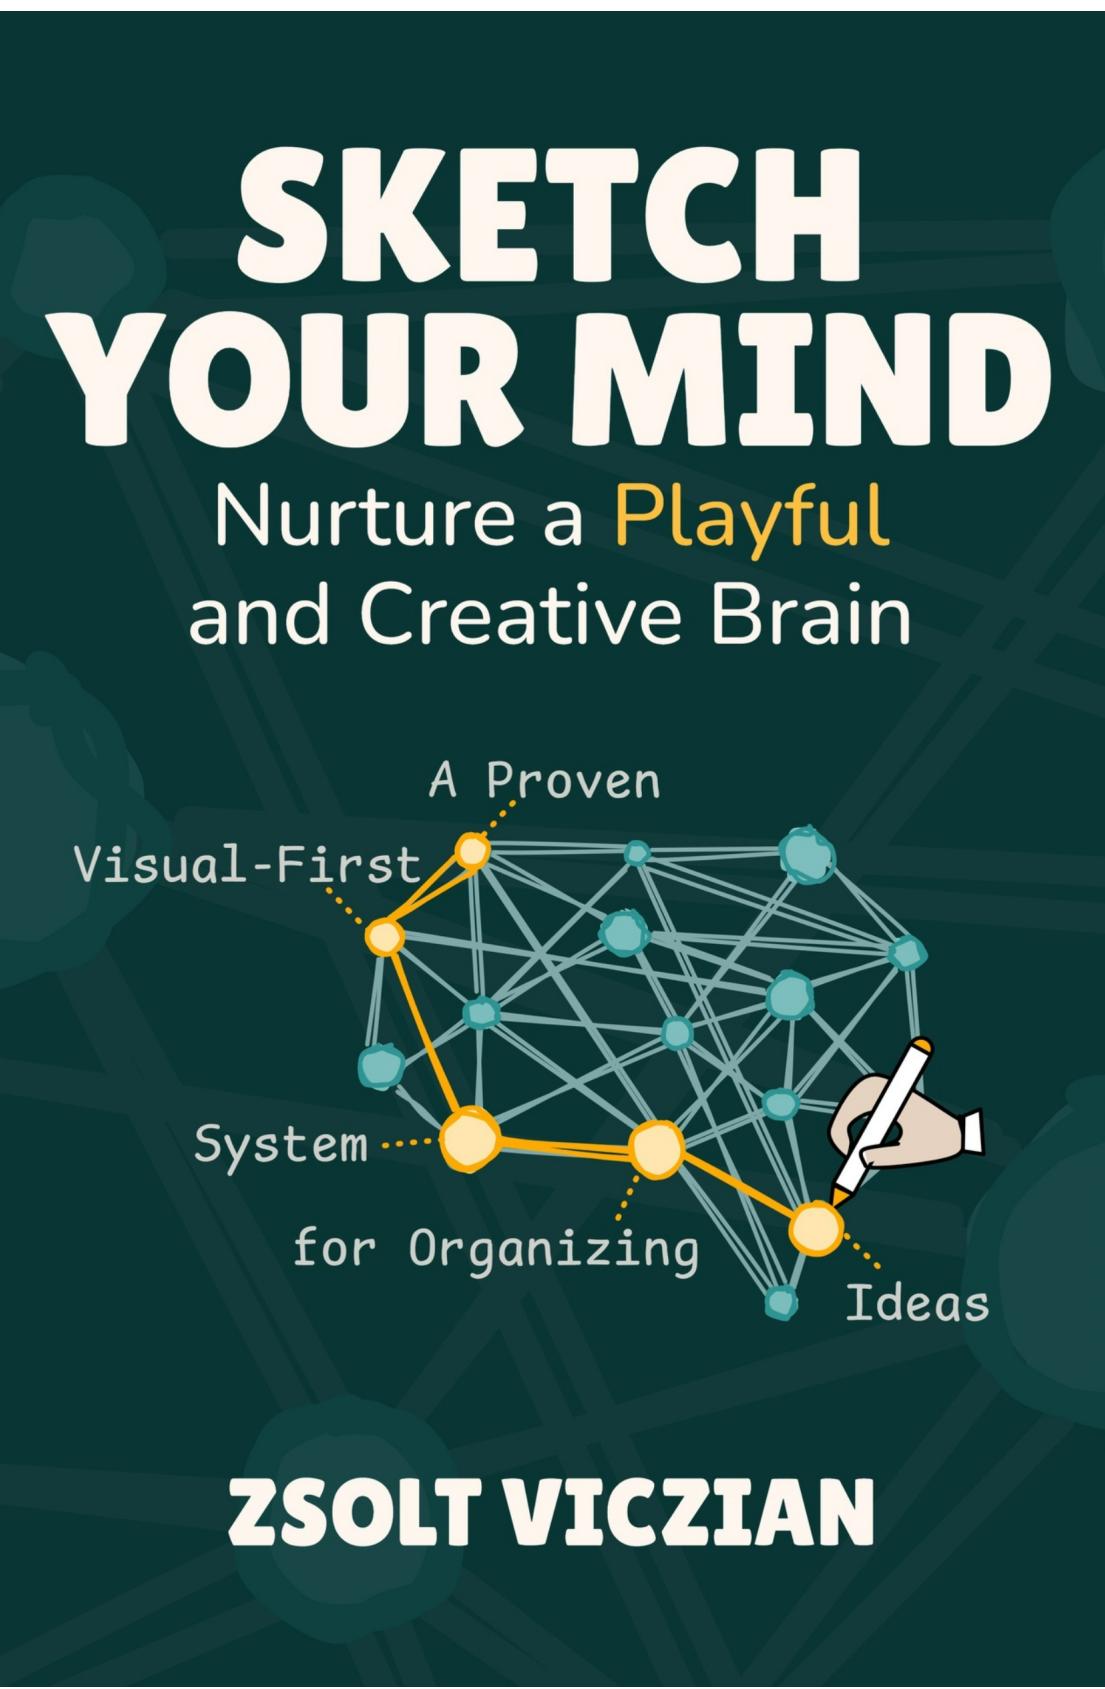 SKETCH
YOUR MIND
Nurture a Playful
and Creative Brain
A Proven
Visual-First
System
for Organizing
Ideas
ZSOLT VICZIAN